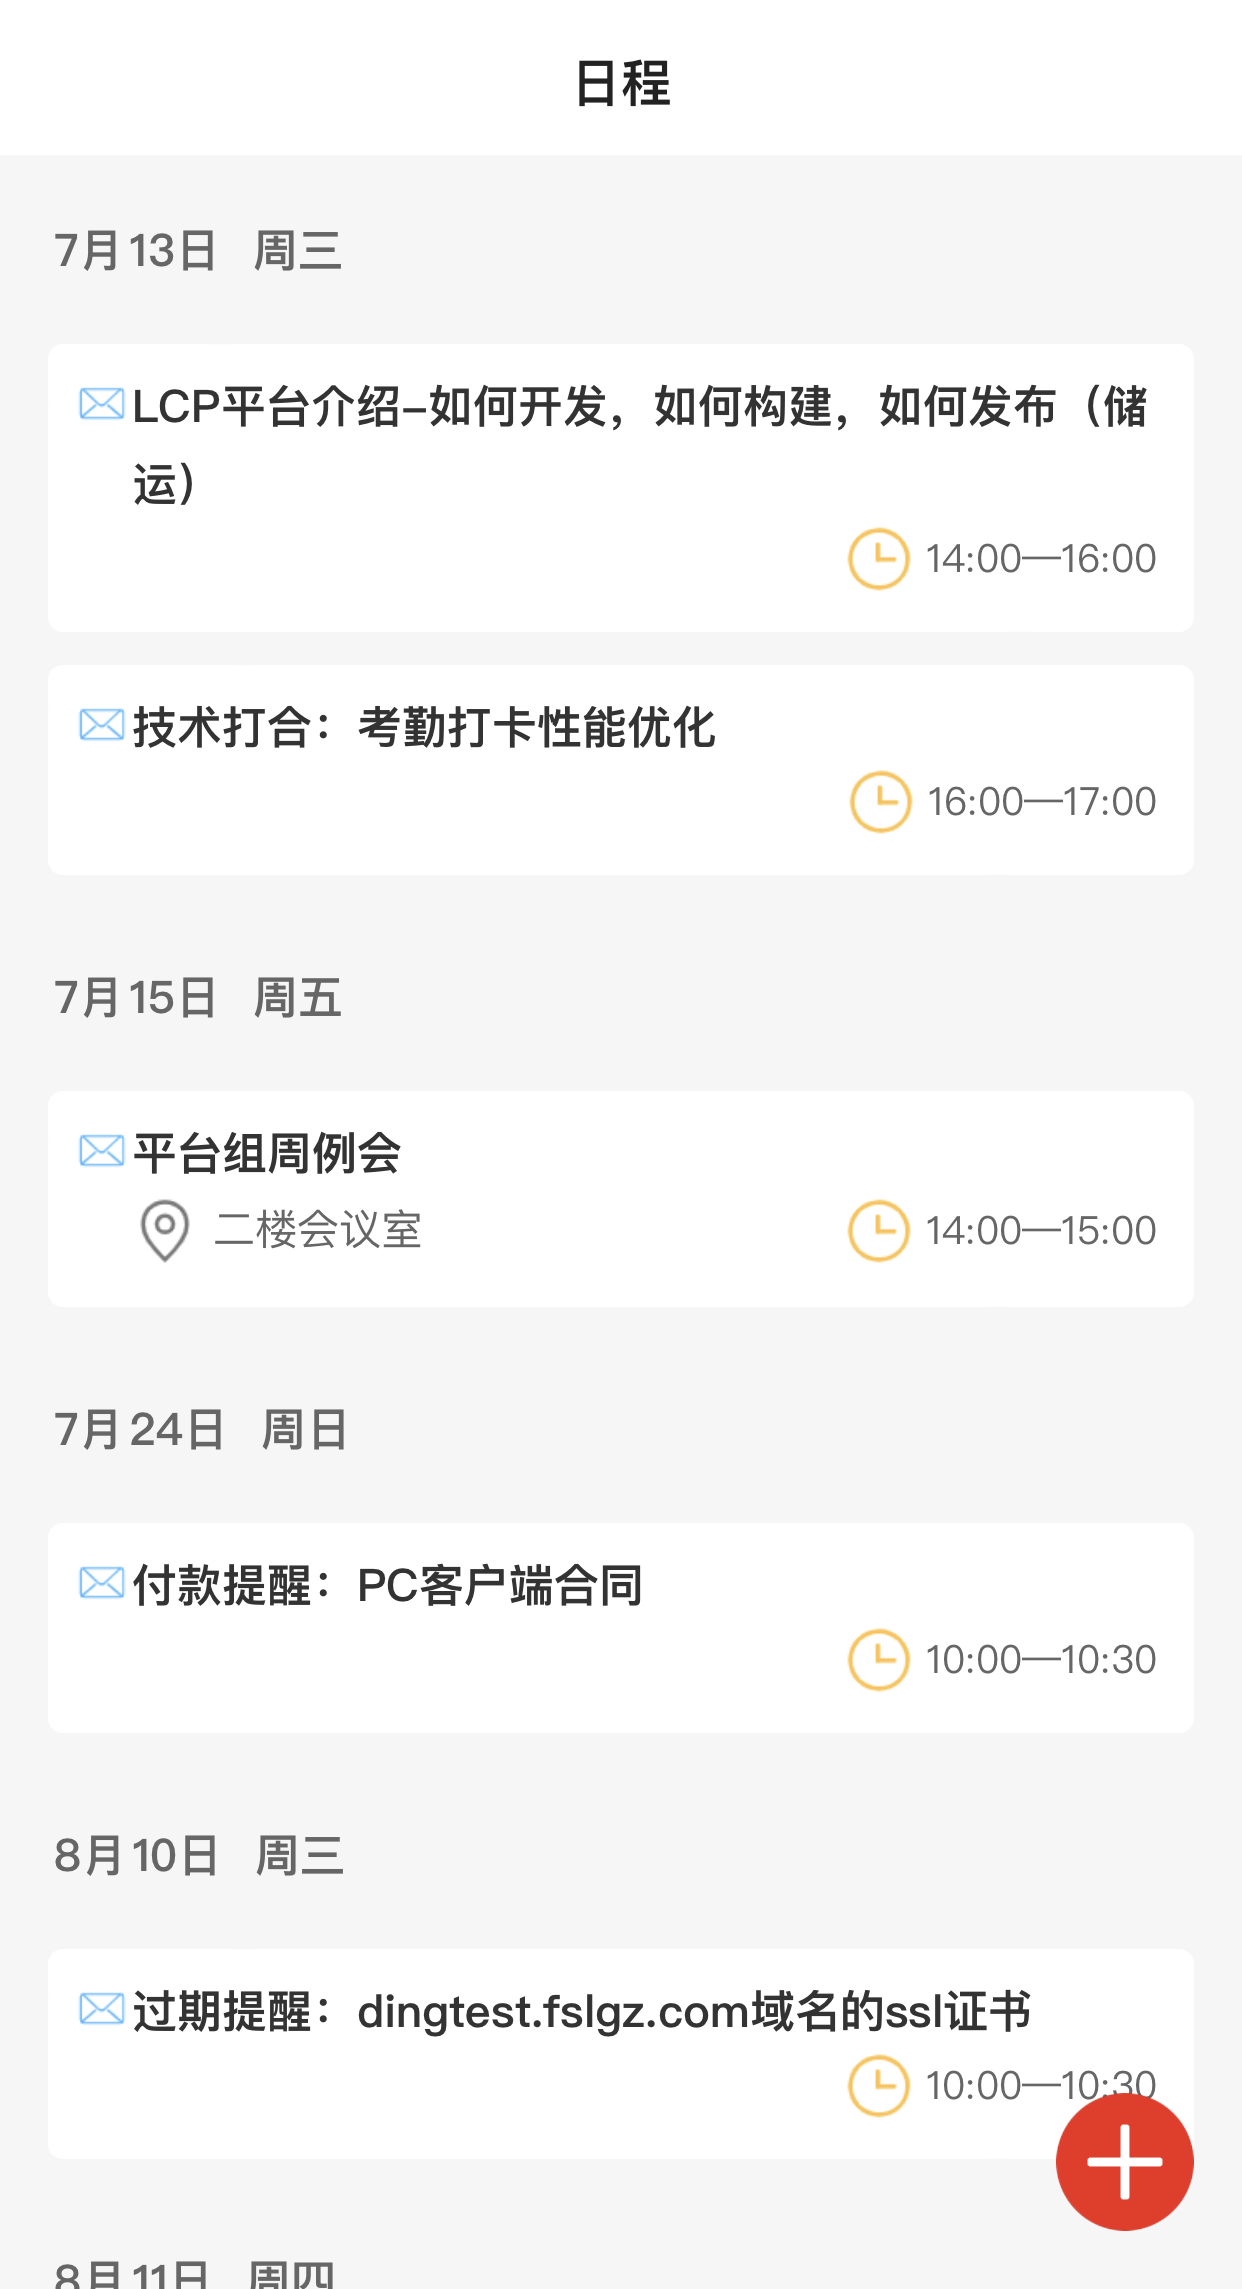 日程
7月13日 周三
LCP平台介绍-如何开发，如何构建，如何发布（储
运）
14:00—16:00
技术打合：考勤打卡性能优化
16:00—17:00
7月15日 周五
平台组周例会
二楼会议室 14:00—15:00
7月24日 周日
付款提醒：PC客户端合同
10:00—10:30
8月10日 周三
过期提醒：dingtest.fslgz.com域名的ssl证书
10:00—10:30
8月11日 周四